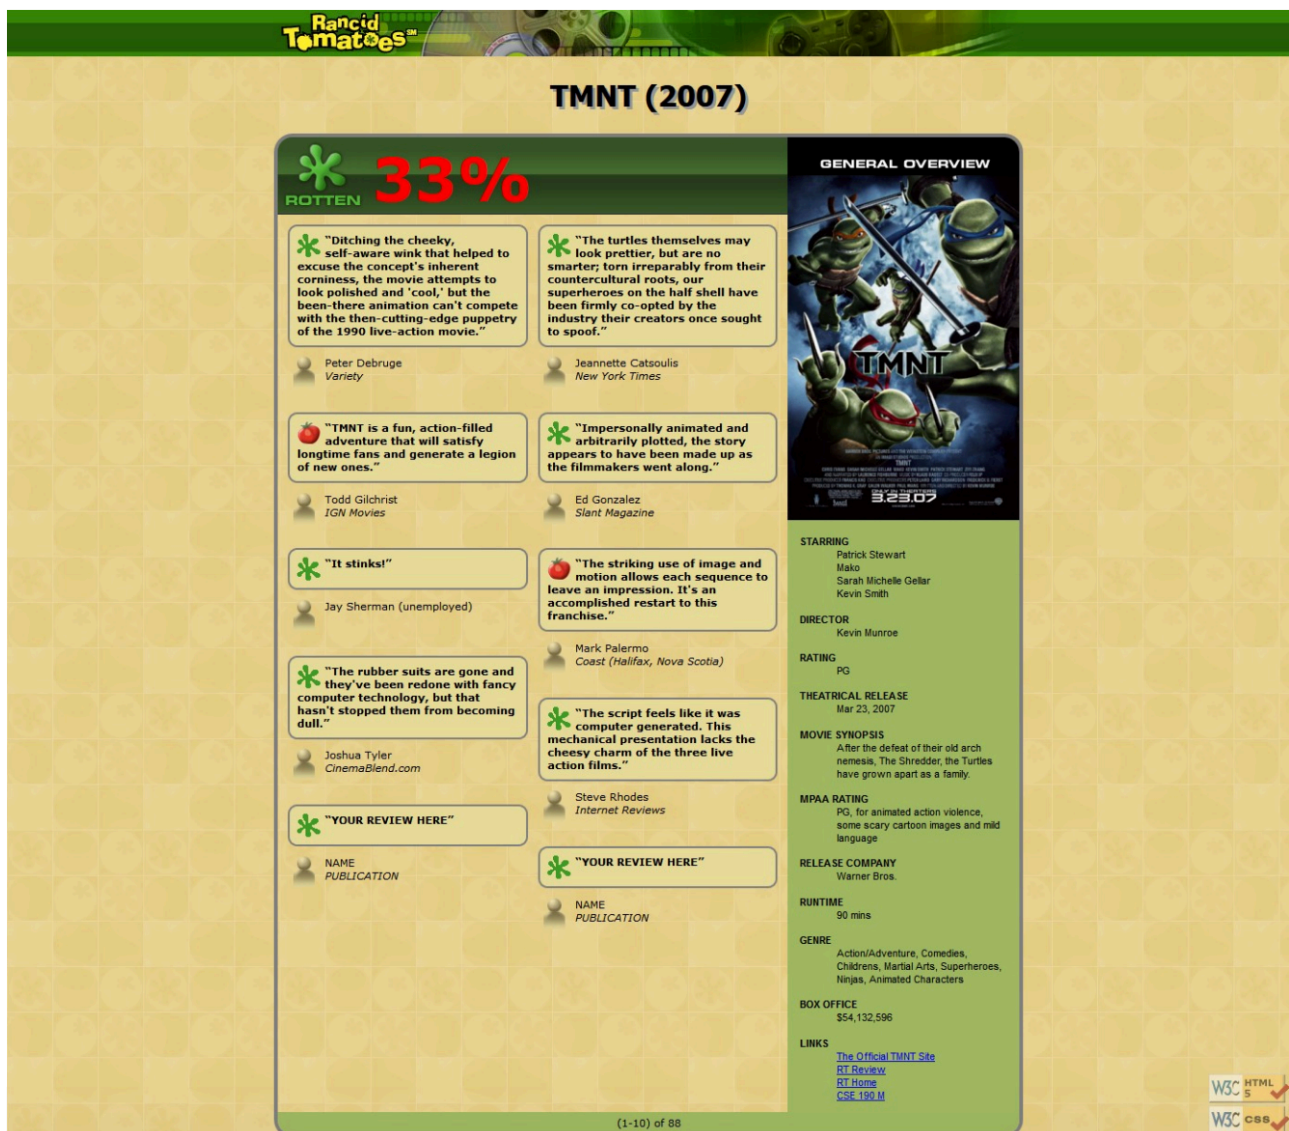 Rancid
Tomatoes℠
TMNT (2007)
ROTTEN
33%
“Ditching the cheeky,
self-aware wink that helped to
excuse the concept's inherent
corniness, the movie attempts to
look polished and 'cool,' but the
been-there animation can't compete
with the then-cutting-edge puppetry
of the 1990 live-action movie.”
Peter Debruge
Variety
“TMNT is a fun, action-filled
adventure that will satisfy
longtime fans and generate a legion
of new ones.”
Todd Gilchrist
IGN Movies
“It stinks!”
Jay Sherman (unemployed)
“The rubber suits are gone and
they've been redone with fancy
computer technology, but that
hasn't stopped them from becoming
dull.”
Joshua Tyler
CinemaBlend.com
“YOUR REVIEW HERE”
NAME
PUBLICATION
“The turtles themselves may
look prettier, but are no
smarter; torn irreparably from their
countercultural roots, our
superheroes on the half shell have
been firmly co-opted by the
industry their creators once sought
to spoof.”
Jeannette Catsoulis
New York Times
“Impersonally animated and
arbitrarily plotted, the story
appears to have been made up as
the filmmakers went along.”
Ed Gonzalez
Slant Magazine
“The striking use of image and
motion allows each sequence to
leave an impression. It's an
accomplished restart to this
franchise.”
Mark Palermo
Coast (Halifax, Nova Scotia)
“The script feels like it was
computer generated. This
mechanical presentation lacks the
cheesy charm of the three live
action films.”
Steve Rhodes
Internet Reviews
“YOUR REVIEW HERE”
NAME
PUBLICATION
GENERAL OVERVIEW
TMNT
TMNT
ONLY IN THEATERS
3.23.07
STARRING
Patrick Stewart
Mako
Sarah Michelle Gellar
Kevin Smith
DIRECTOR
Kevin Munroe
RATING
PG
THEATRICAL RELEASE
Mar 23, 2007
MOVIE SYNOPSIS
After the defeat of their old arch
nemesis, The Shredder, the Turtles
have grown apart as a family.
MPAA RATING
PG, for animated action violence,
some scary cartoon images and mild
language
RELEASE COMPANY
Warner Bros.
RUNTIME
90 mins
GENRE
Action/Adventure, Comedies,
Childrens, Martial Arts, Superheroes,
Ninjas, Animated Characters
BOX OFFICE
$54,132,596
LINKS
The Official TMNT Site
RT Review
RT Home
CSE 190 M
(1-10) of 88
W3C HTML
5
W3C CSS